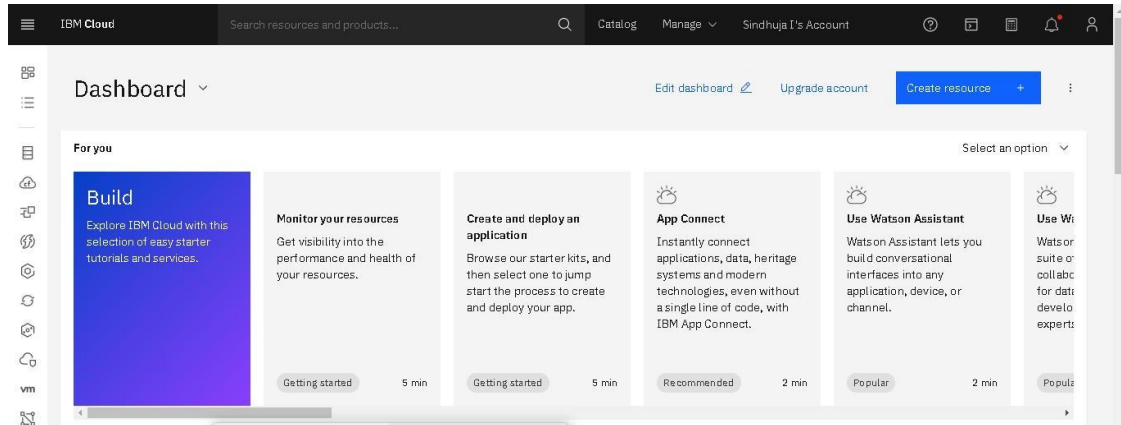 IBM Cloud
Search resources and products...
Catalog
Manage
Sindhuja I's Account
Dashboard
Edit dashboard
Upgrade account
Create resource +
For you
Select an option
Build
Explore IBM Cloud with this
selection of easy starter
tutorials and services.
Monitor your resources
Get visibility into the
performance and health of
your resources.
Getting started
5 min
Create and deploy an
application
Browse our starter kits, and
then select one to jump
start the process to create
and deploy your app.
Getting started
5 min
App Connect
Instantly connect
applications, data, heritage
systems and modern
technologies, even without
a single line of code, with
IBM App Connect.
Recommended
2 min
Use Watson Assistant
Watson Assistant lets you
build conversational
interfaces into any
application, device, or
channel.
Popular
2 min
Use
suite
for
vm